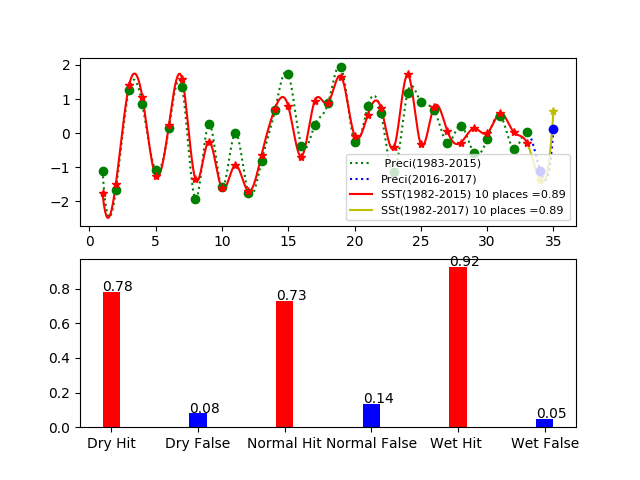 2
1
0
−1
−2
Preci(1983-2015)
Preci(2016-2017)
SST(1982-2015) 10 places =0.89
SSt(1982-2017) 10 places =0.89
0 5 10 15 20 25 30 35
0.8
0.6
0.4
0.2
0.0
0.78
0.08
0.73
0.14
0.92
0.05
Dry Hit Dry False Normal Hit Normal False Wet Hit Wet False